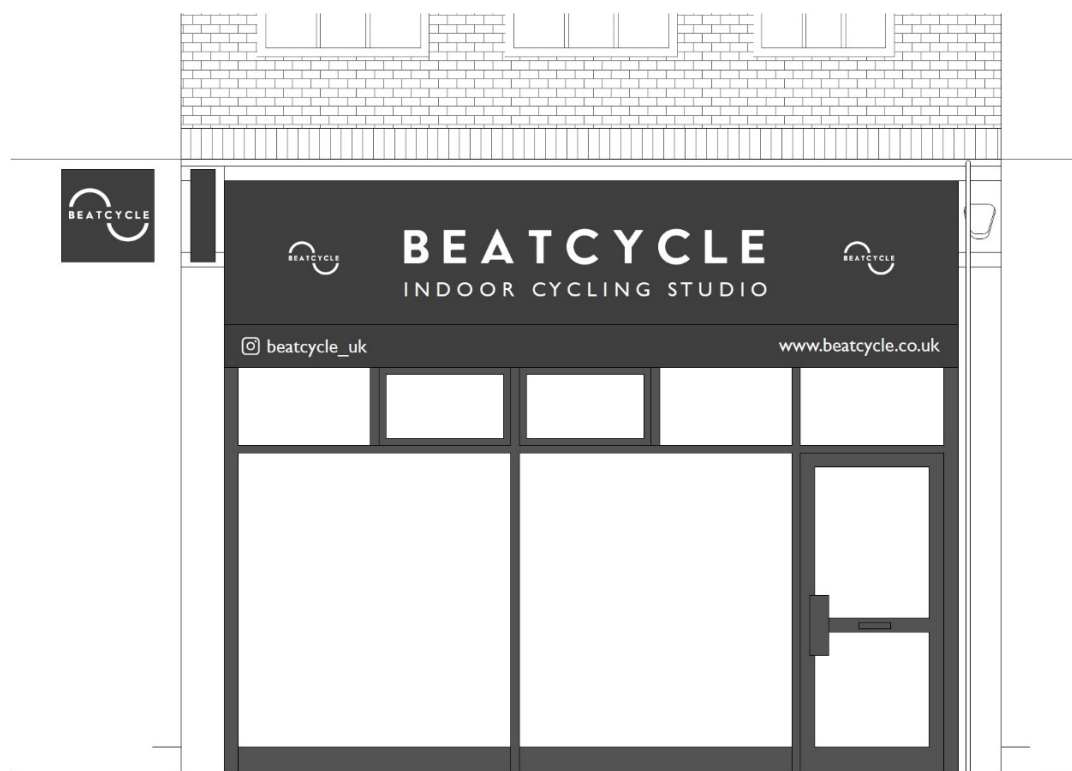 BEATCYCLE
BEATCYCLE
BEATCYCLE
INDOOR CYCLING STUDIO
BEATCYCLE
beatcycle_uk
www.beatcycle.co.uk